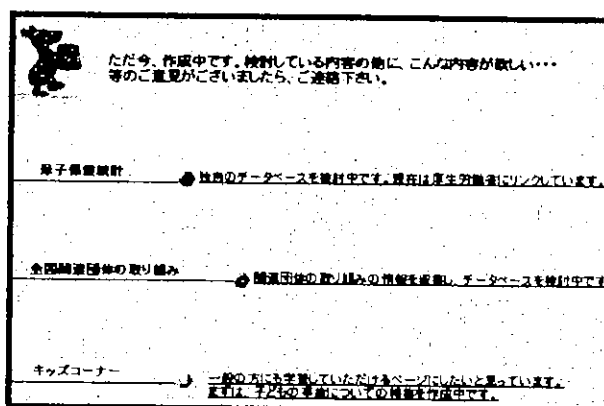 ただ今、作成中です。検討している内容の他に、こんな内容が欲しい・・・
等のご意見がございましたら、ご連絡下さい。
母子保健統計
独自のデータベースを検討中です。現在は厚生労働省にリンクしています。
全国関連団体の取り組み
関連団体の取り組みの情報を収集し、データベースを検討中です
キッズコーナー
一般の方にも学習していただけるページにしたいと思っています。
まずは、子どもの事故についての
を作成中です。